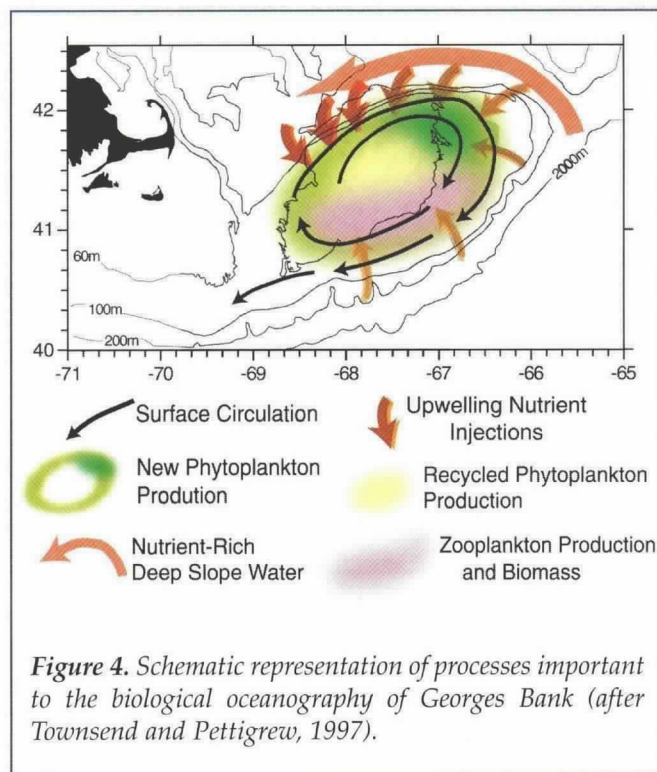 42
41
40
60m
100m
200m
2000m
-71 -70 -69 -68 -67 -66 -65
Surface Circulation
Upwelling Nutrient
Injections
New Phytoplankton
Prodution
Recycled Phytoplankton
Production
Nutrient-Rich
Deep Slope Water
Zooplankton Production
and Biomass
Figure 4. Schematic representation of processes important
to the biological oceanography of Georges Bank (after
Townsend and Pettigrew, 1997).